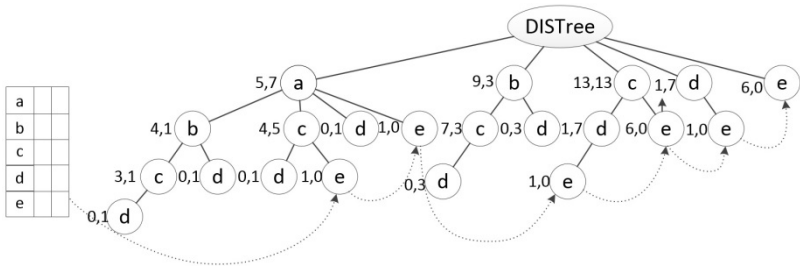 DISTree
5,7 a 9,3 b 13,13 c 1,7 d 6,0 e
a
b
c
d
e
4,1 b 4,5 c 0,1 d 1,0 e 7,3 c 0,3 d 1,7 d 6,0 e 1,0 e
3,1 c 0,1 d 0,1 d 1,0 e 0,3 d 1,0 e
0,1 d